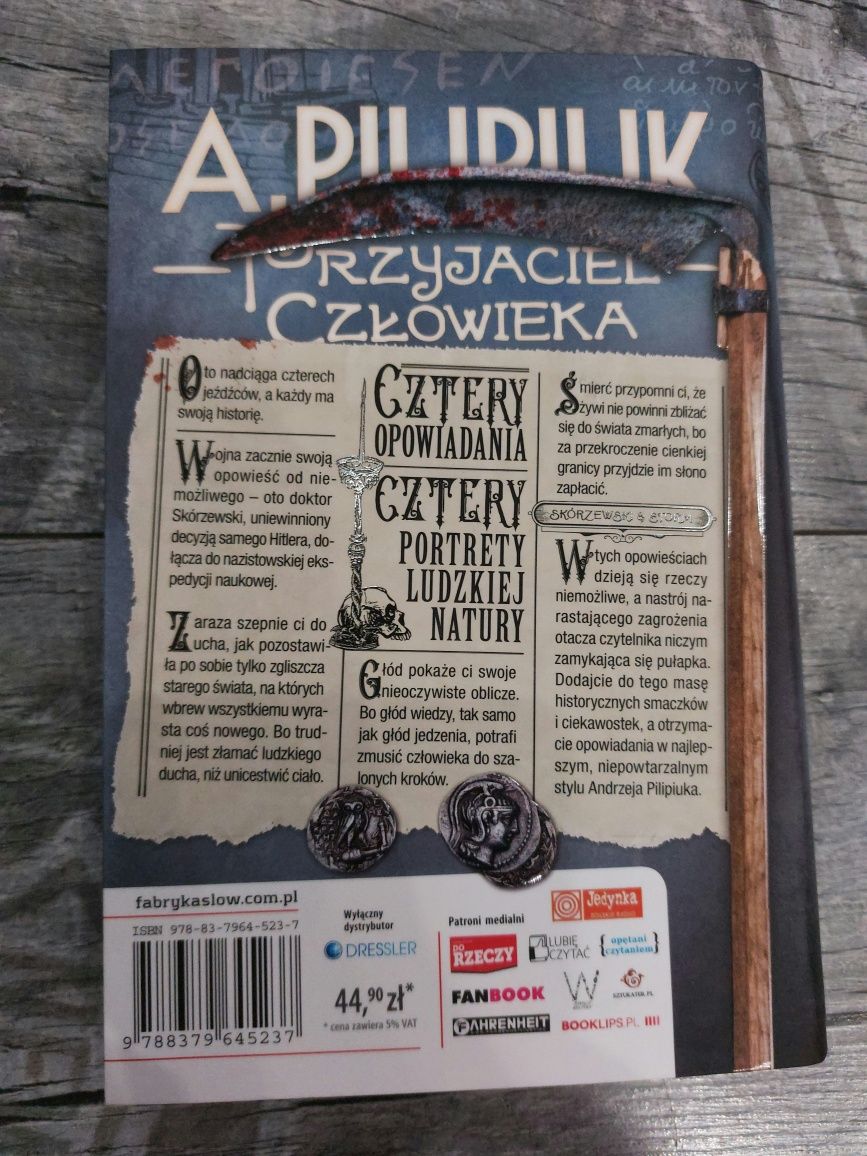 A. PILIPIUK
PRZYJACIEL
CZŁOWIEKA
Oto nadciąga czterech
jeźdźców, a każdy ma
swoją historię.
Wojna zacznie swoją
opowieść od nie-
możliwego – oto doktor
Skórzewski, uniewinniony
decyzją samego Hitlera, do-
łącza do nazistowskiej eks-
pedycji naukowej.
Zaraza szepnie ci do
ucha, jak pozostawi-
ła po sobie tylko zgliszcza
starego świata, na których
wbrew wszystkiemu wyra-
sta coś nowego. Bo trud-
niej jest złamać ludzkiego
ducha, niż unicestwić ciało.
CZTERY
OPOWIADANIA
CZTERY
PORTRETY
LUDZKIEJ
NATURY
Głód pokaże ci swoje
nieoczywiste oblicze.
Bo głód wiedzy, tak samo
jak głód jedzenia, potrafi
zmusić człowieka do sza-
lonych kroków.
Śmierć przypomni ci, że
żywi nie powinni zbliżać
się do świata zmarłych, bo
za przekroczenie cienkiej
granicy przyjdzie im słono
zapłacić.
SKÓRZEWSKI & STORM
W tych opowieściach
dzieją się rzeczy
niemożliwe, a nastrój na-
rastającego zagrożenia
otacza czytelnika niczym
zamykająca się pułapka.
Dodajcie do tego masę
historycznych smaczków
i ciekawostek, a otrzyma-
cie opowiadania w najlep-
szym, niepowtarzalnym
stylu Andrzeja Pilipiuka.
fabrykaslow.com.pl
ISBN 978-83-7964-523-7
9 788379 645237
Wyłączny
dystrybutor
DRESSLER
44,90 zł*
* cena zawiera 5% VAT
Patroni medialni
Jedynka
POLSKIE RADIO
DO
RZECZY
LUBIĘ
CZYTAĆ
{opętani
czytaniem}
FANBOOK
SZTUKATER.PL
FAHRENHEIT
BOOKLIPS.PL